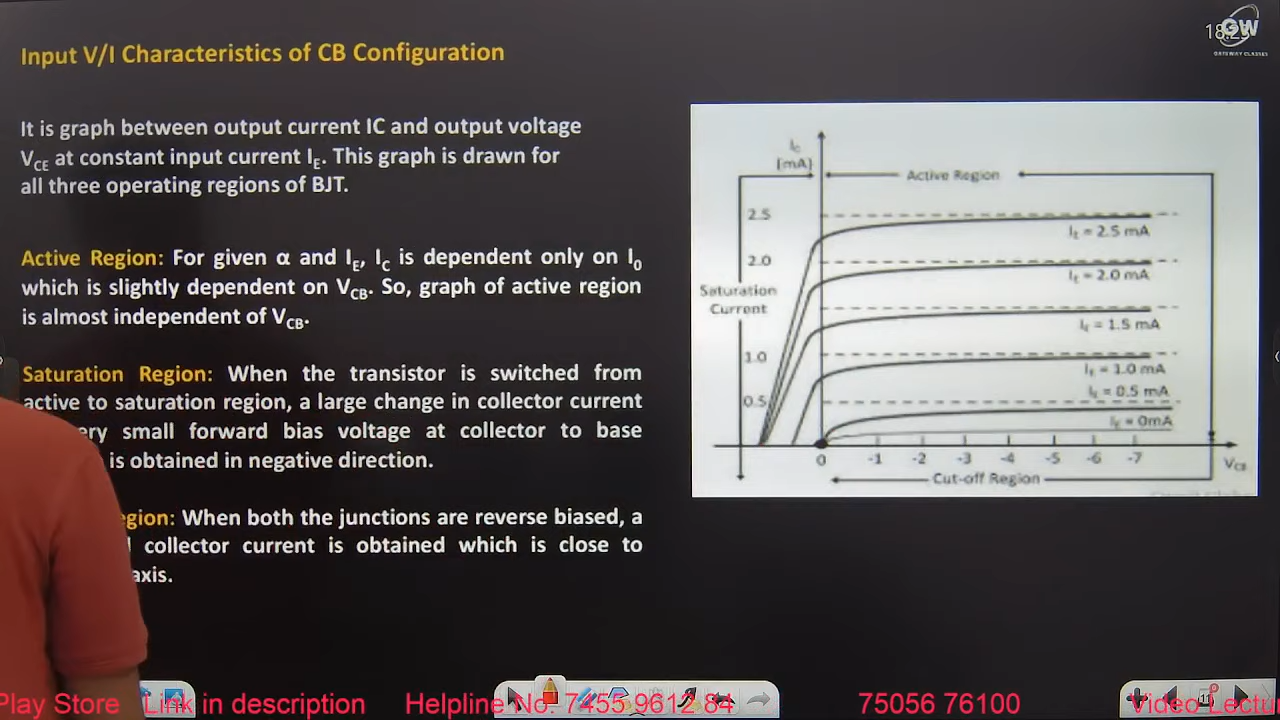 Input V/I Characteristics of CB Configuration
It is graph between output current IC and output voltage
VCE at constant input current IE. This graph is drawn for
all three operating regions of BJT.
Active Region: For given α and IE, IC is dependent only on I0
which is slightly dependent on VCB. So, graph of active region
is almost independent of VCB.
Saturation Region: When the transistor is switched from
active to saturation region, a large change in collector current
small forward bias voltage at collector to base
is obtained in negative direction.
When both the junctions are reverse biased, a
collector current is obtained which is close to
axis.
GW
GATEWAY CLASSES
IC
[mA]
Active Region
2.5
IE = 2.5 mA
2.0
IE = 2.0 mA
Saturation
Current
IE = 1.5 mA
1.0
IE = 1.0 mA
IE = 0.5 mA
0.5
IE = 0mA
0 -1 -2 -3 -4 -5 -6 -7
VCB
Cut-off Region
Play Store Link in description Helpline No. 7455 9612 84 75056 76100 Video Lectu